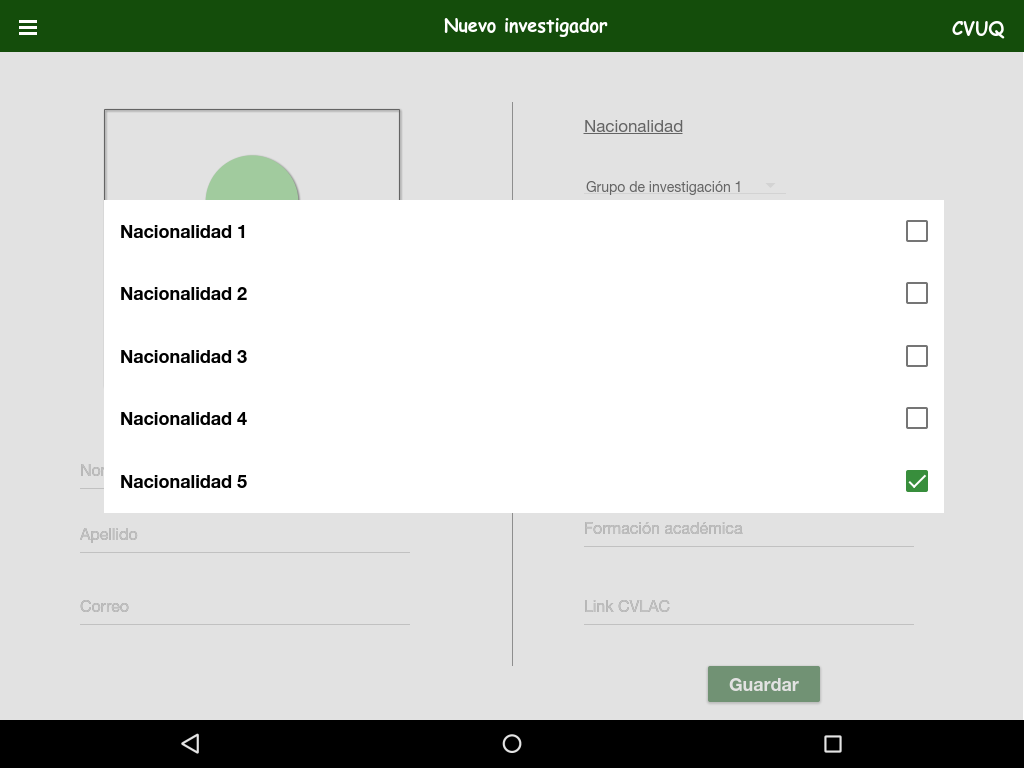 Nuevo investigador
CVUQ
Nacionalidad
Grupo de investigación 1
Nacionalidad 1
Nacionalidad 2
Nacionalidad 3
Nacionalidad 4
Nacionalidad 5
Apellido
Correo
Formación académica
Link CVLAC
Guardar